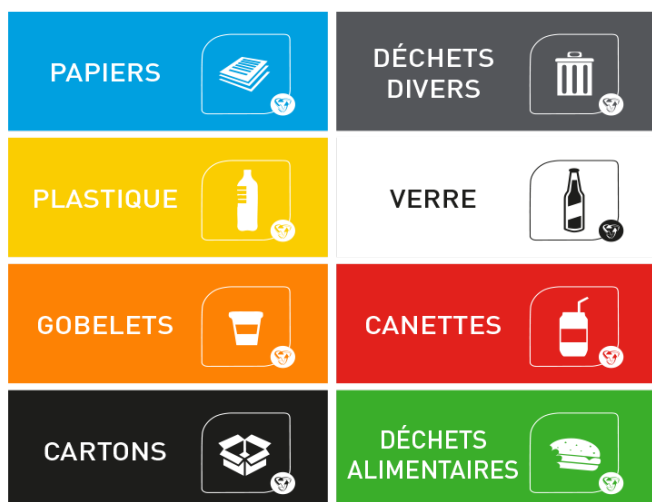 PAPIERS
DÉCHETS
DIVERS
PLASTIQUE
VERRE
GOBELETS
CANETTES
CARTONS
DÉCHETS
ALIMENTAIRES